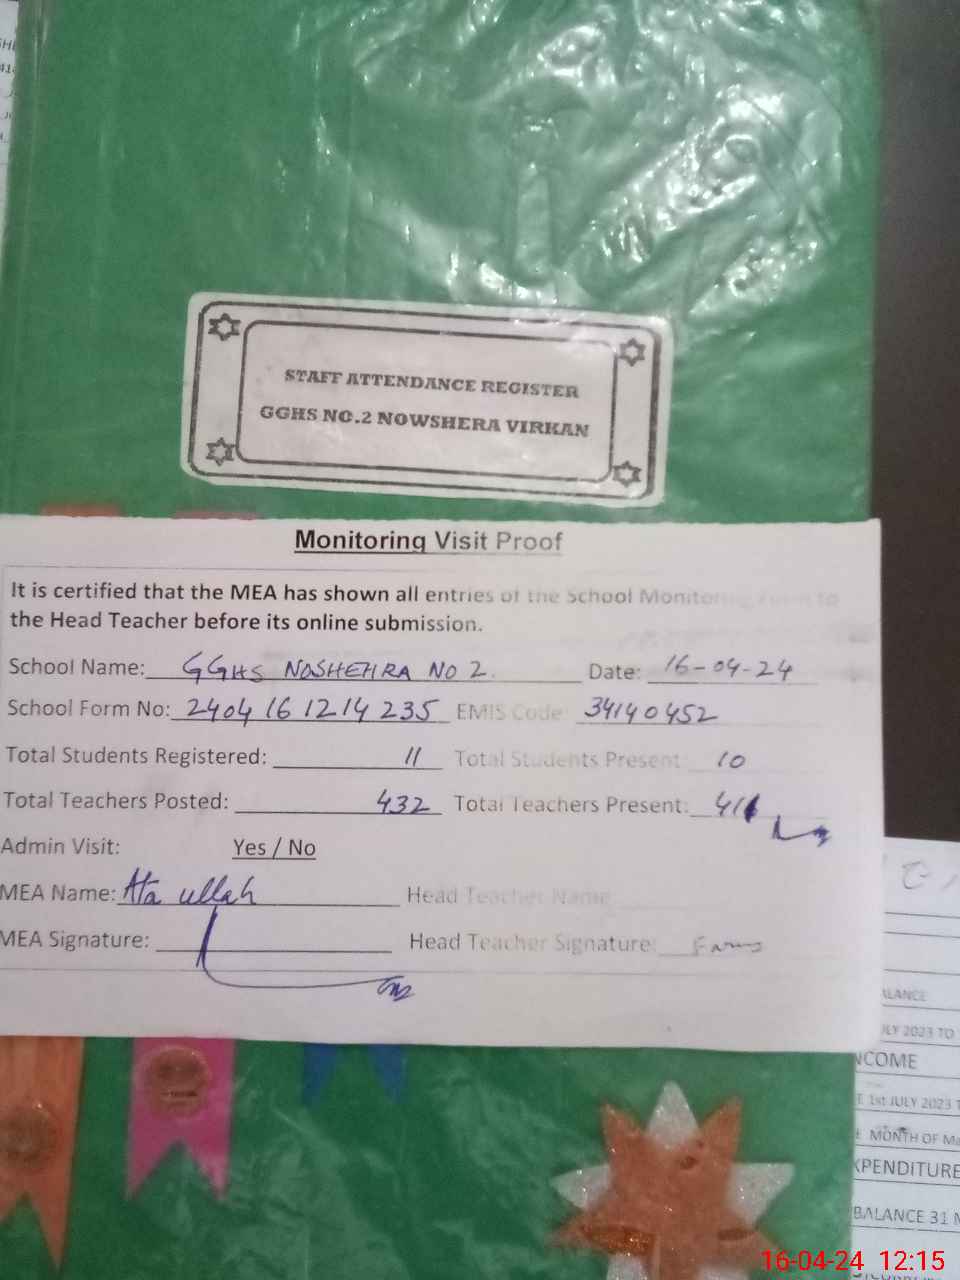 STAFF ATTENDANCE REGISTER
GGHS NO.2 NOWSHERA VIRKAN
Monitoring Visit Proof
It is certified that the MEA has shown all entries of the School Monitoring Form to
the Head Teacher before its online submission.
School Name: GGHS NOSHEHRA NO 2. Date: 16-04-24
School Form No: 2404 16 1214 235 EMIS Code: 34140452
Total Students Registered: 11 Total Students Present: 10
Total Teachers Posted: 432 Total Teachers Present:
Admin Visit: Yes / No
MEA Name: Ata ullah Head Teacher Name
MEA Signature: Head Teacher Signature:
ALANCE
JLY 2023 TO
NCOME
E 1st JULY 2023 T
MONTH OF Ma
XPENDITURE
BALANCE 31
16-04-24 12:15